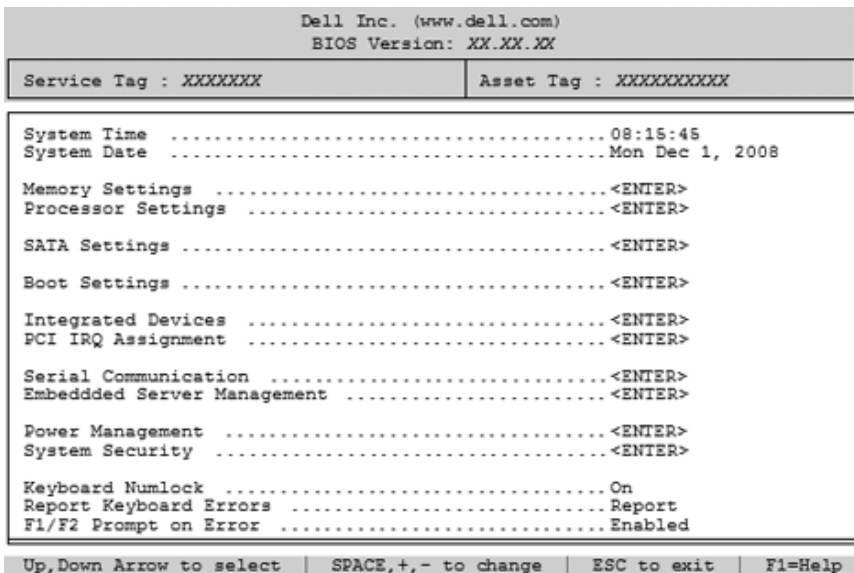 Dell Inc. (www.dell.com)
BIOS Version: XX.XX.XX
Service Tag : XXXXXXX
Asset Tag : XXXXXXXXXX
System Time ........................................08:15:45
System Date ........................................Mon Dec 1, 2008
Memory Settings ....................................<ENTER>
Processor Settings .................................<ENTER>
SATA Settings .......................................<ENTER>
Boot Settings .......................................<ENTER>
Integrated Devices .................................<ENTER>
PCI IRQ Assignment .................................<ENTER>
Serial Communication ...............................<ENTER>
Embeddded Server Management ........................<ENTER>
Power Management ...................................<ENTER>
System Security ....................................<ENTER>
Keyboard Numlock ...................................On
Report Keyboard Errors .............................Report
F1/F2 Prompt on Error ..............................Enabled
Up,Down Arrow to select | SPACE,+,- to change | ESC to exit | F1=Help